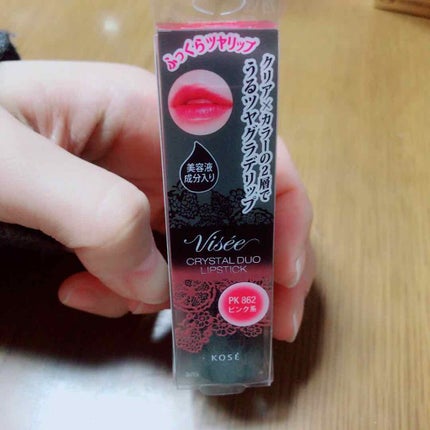 ぷっくらツヤリップ
クリア×カラーの2層で
うるツヤグラデリップ
美容液
成分入り
Visée
CRYSTAL DUO
LIPSTICK
PK 862
ピンク系
KOSÉ